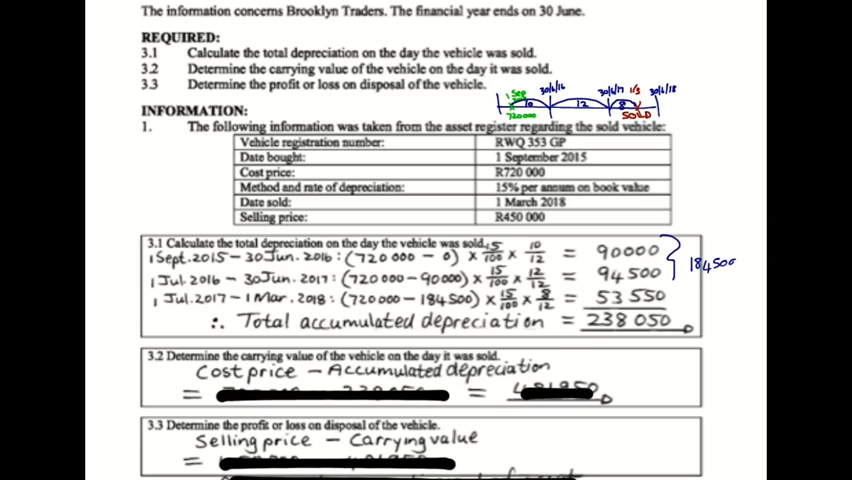 The information concerns Brooklyn Traders. The financial year ends on 30 June.
REQUIRED:
3.1 Calculate the total depreciation on the day the vehicle was sold.
3.2 Determine the carrying value of the vehicle on the day it was sold.
3.3 Determine the profit or loss on disposal of the vehicle.
1 Sep 30/6/16 30/6/17 1/3 30/6/18
10 12 8
720000 SOLD
INFORMATION:
1. The following information was taken from the asset register regarding the sold vehicle:
Vehicle registration number: RWQ 353 GP
Date bought: 1 September 2015
Cost price: R720 000
Method and rate of depreciation: 15% per annum on book value
Date sold: 1 March 2018
Selling price: R450 000
3.1 Calculate the total depreciation on the day the vehicle was sold.
1 Sept. 2015 – 30 Jun. 2016 : (720 000 – 0) × 15/100 × 10/12 = 90000
1 Jul. 2016 – 30 Jun. 2017 : (720 000 – 90000) × 15/100 × 12/12 = 94 500
184 500
1 Jul. 2017 – 1 Mar. 2018 : (720 000 – 184 500) × 15/100 × 8/12 = 53 550
∴ Total accumulated depreciation = 238 050
3.2 Determine the carrying value of the vehicle on the day it was sold.
Cost price – Accumulated depreciation
= =
3.3 Determine the profit or loss on disposal of the vehicle.
Selling price – Carrying value
=